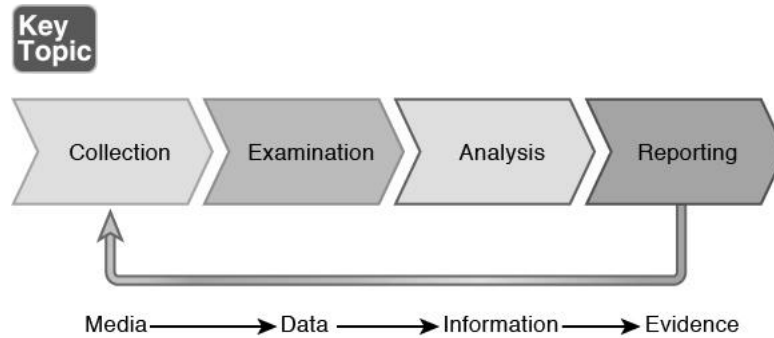 Key
Topic
Collection Examination Analysis Reporting
Media Data Information Evidence